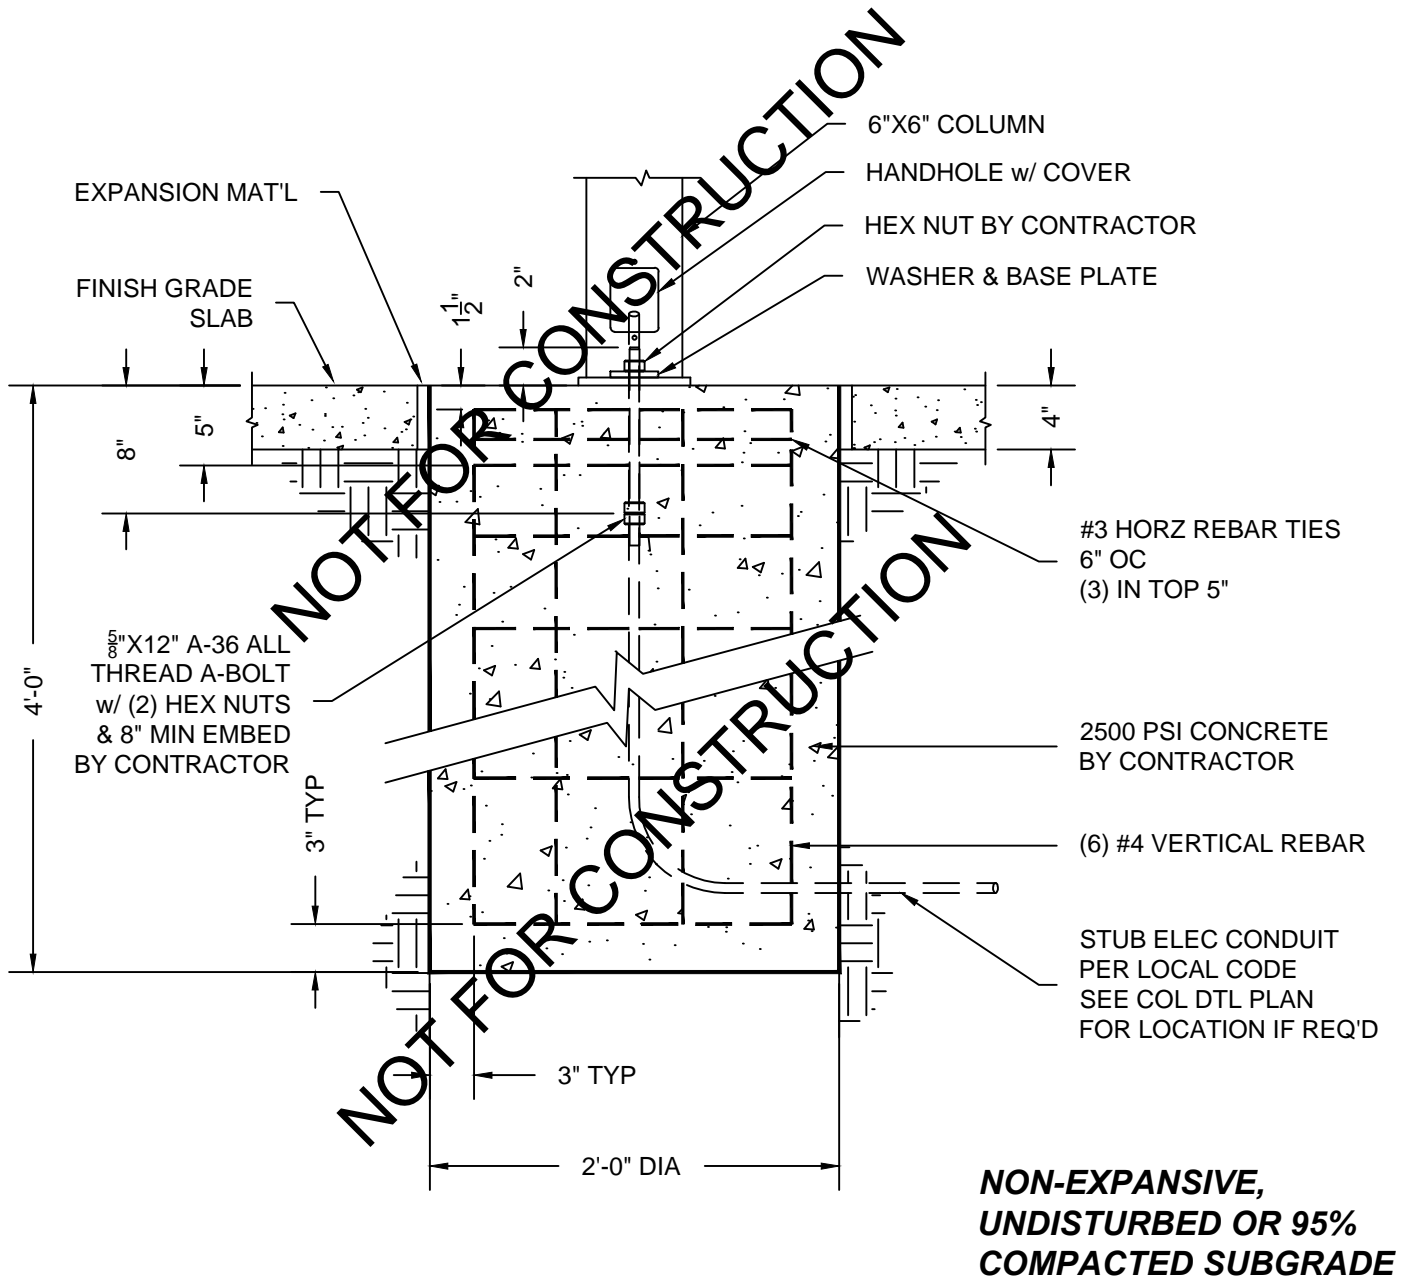 NOT FOR CONSTRUCTION
6"X6" COLUMN
HANDHOLE w/ COVER
HEX NUT BY CONTRACTOR
WASHER & BASE PLATE
EXPANSION MAT'L
FINISH GRADE
SLAB
1 1/2"
2"
8"
5"
4"
#3 HORZ REBAR TIES
6" OC
(3) IN TOP 5"
4'-0"
5/8"X12" A-36 ALL
THREAD A-BOLT
w/ (2) HEX NUTS
& 8" MIN EMBED
BY CONTRACTOR
NOT FOR CONSTRUCTION
2500 PSI CONCRETE
BY CONTRACTOR
3" TYP
(6) #4 VERTICAL REBAR
STUB ELEC CONDUIT
PER LOCAL CODE
SEE COL DTL PLAN
FOR LOCATION IF REQ'D
3" TYP
2'-0" DIA
NON-EXPANSIVE,
UNDISTURBED OR 95%
COMPACTED SUBGRADE